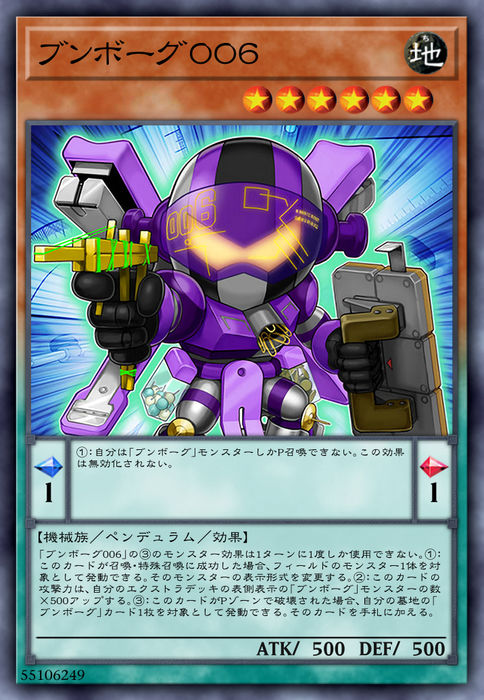 ブンボーグ006
ち
地
006
①:自分は「ブンボーグ」モンスターしかP召喚できない。この効果
は無効化されない。
1
1
【機械族/ペンデュラム/効果】
「ブンボーグ006」の③のモンスター効果は1ターンに1度しか使用できない。①:
このカードが召喚・特殊召喚に成功した場合、フィールドのモンスター1体を対
象として発動できる。そのモンスターの表示形式を変更する。②:このカードの
攻撃力は、自分のエクストラデッキの表側表示の「ブンボーグ」モンスターの数
×500アップする。③:このカードがPゾーンで破壊された場合、自分の墓地の「
ブンボーグ」カード1枚を対象として発動できる。そのカードを手札に加える。
ATK/ 500 DEF/ 500
55106249